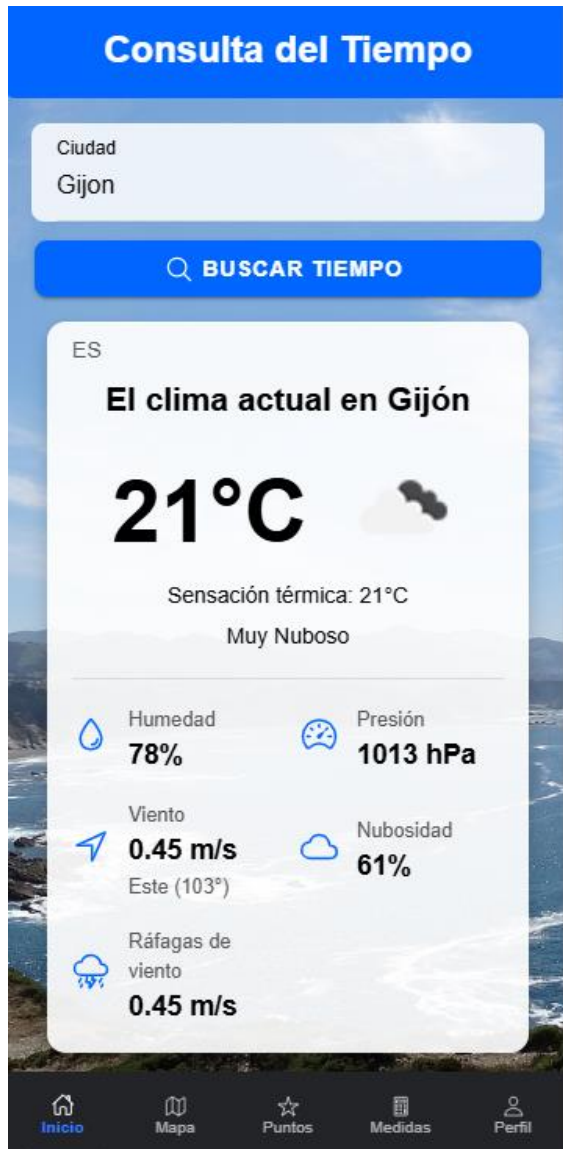 Consulta del Tiempo
Ciudad
Gijon
BUSCAR TIEMPO
ES
El clima actual en Gijón
21°C
Sensación térmica: 21°C
Muy Nuboso
Humedad
78%
Presión
1013 hPa
Viento
0.45 m/s
Este (103°)
Nubosidad
61%
Ráfagas de
viento
0.45 m/s
Inicio
Mapa
Puntos
Medidas
Perfil